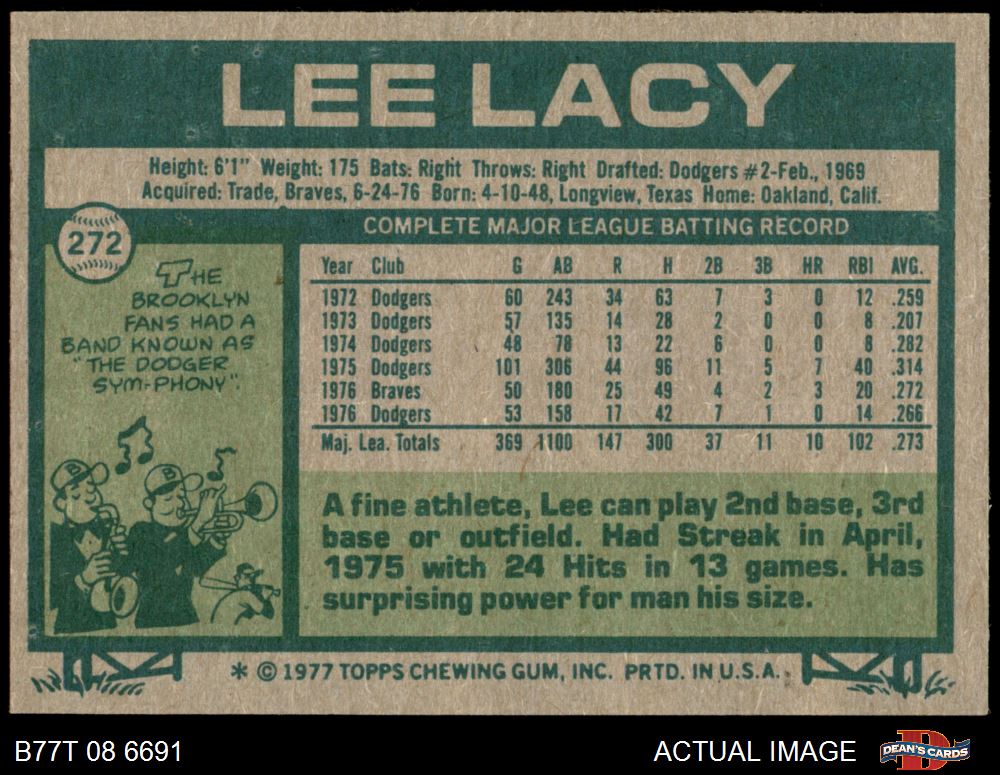 LEE LACY
Height: 6'1" Weight: 175 Bats: Right Throws: Right Drafted: Dodgers #2-Feb., 1969
Acquired: Trade, Braves, 6-24-76 Born: 4-10-48, Longview, Texas Home: Oakland, Calif.
272
THE
BROOKLYN
FANS HAD A
BAND KNOWN AS
"THE DODGER
SYM-PHONY".
B
B
COMPLETE MAJOR LEAGUE BATTING RECORD
Year Club G AB R H 2B 3B HR RBI AVG.
1972 Dodgers 60 243 34 63 7 3 0 12 .259
1973 Dodgers 57 135 14 28 2 0 0 8 .207
1974 Dodgers 48 78 13 22 6 0 0 8 .282
1975 Dodgers 101 306 44 96 11 5 7 40 .314
1976 Braves 50 180 25 49 4 2 3 20 .272
1976 Dodgers 53 158 17 42 7 1 0 14 .266
Maj. Lea. Totals 369 1100 147 300 37 11 10 102 .273
A fine athlete, Lee can play 2nd base, 3rd
base or outfield. Had Streak in April,
1975 with 24 Hits in 13 games. Has
surprising power for man his size.
* © 1977 TOPPS CHEWING GUM, INC. PRTD. IN U.S.A.
B77T 08 6691
ACTUAL IMAGE
D
DEAN'S CARDS